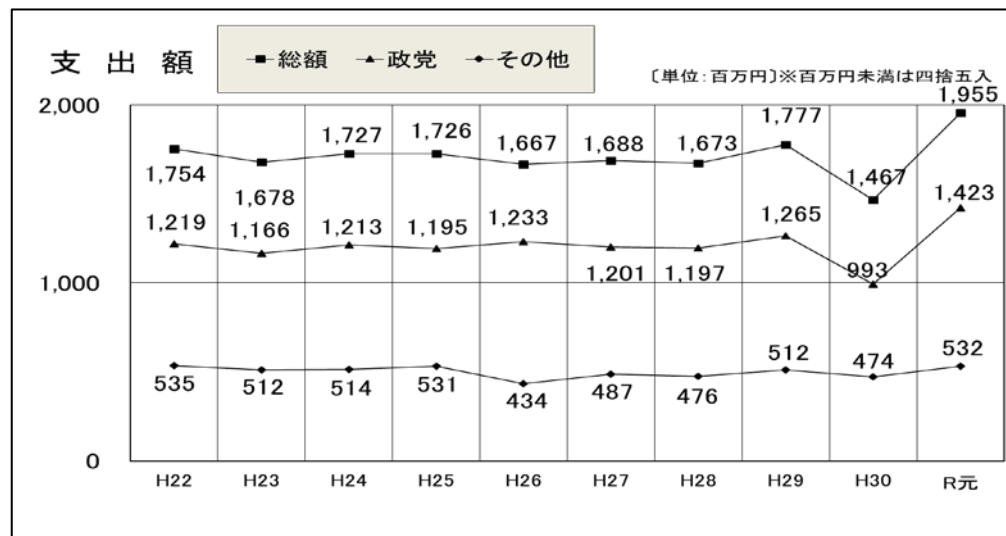 支 出 額
総額 政党 その他
〔単位：百万円〕※百万円未満は四捨五入
2,000
1,754 1,678 1,727 1,726 1,667 1,688 1,673 1,777 1,467 1,955
1,219 1,166 1,213 1,195 1,233 1,201 1,197 1,265 993 1,423
1,000
535 512 514 531 434 487 476 512 474 532
0
H22 H23 H24 H25 H26 H27 H28 H29 H30 R元